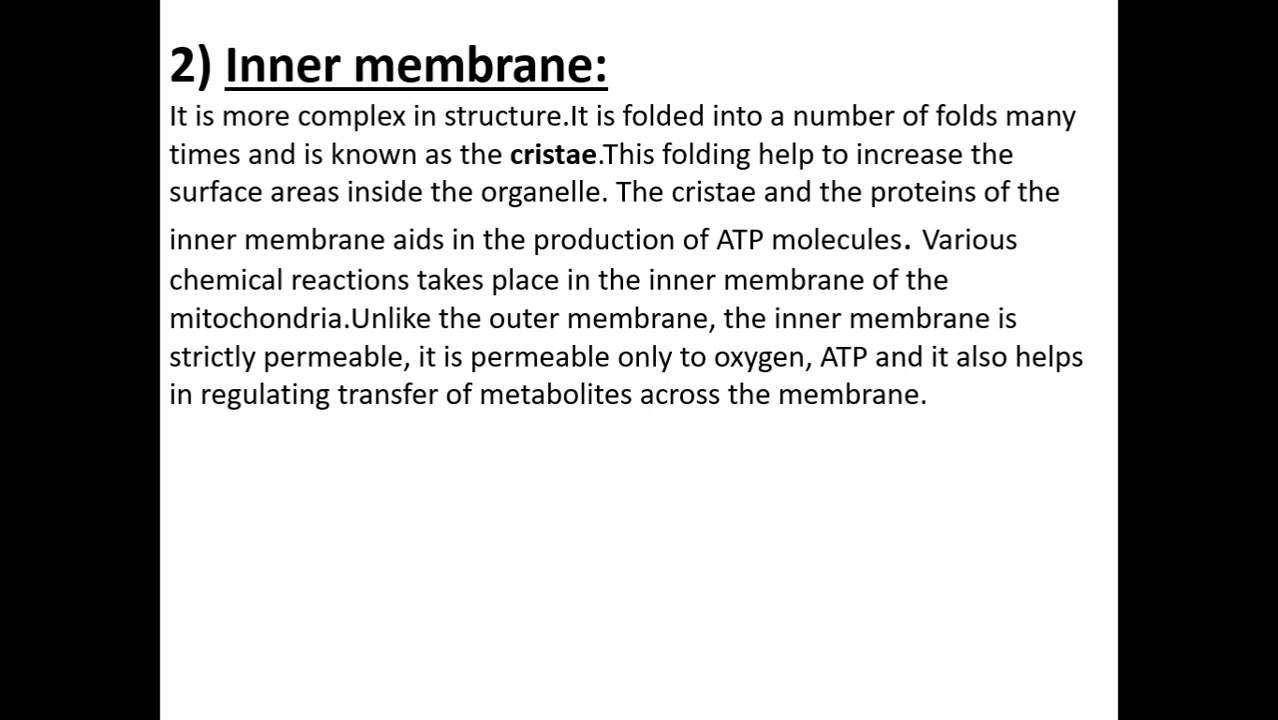 2) Inner membrane:
It is more complex in structure.It is folded into a number of folds many
times and is known as the cristae.This folding help to increase the
surface areas inside the organelle. The cristae and the proteins of the
inner membrane aids in the production of ATP molecules. Various
chemical reactions takes place in the inner membrane of the
mitochondria.Unlike the outer membrane, the inner membrane is
strictly permeable, it is permeable only to oxygen, ATP and it also helps
in regulating transfer of metabolites across the membrane.